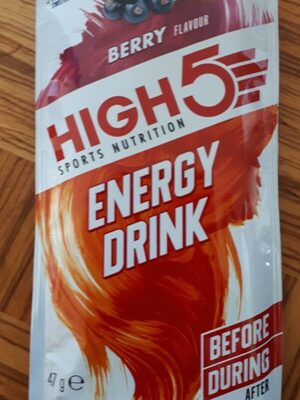 BERRY FLAVOUR
HIGH5
SPORTS NUTRITION
ENERGY
DRINK
47g e
BEFORE
DURING
AFTER